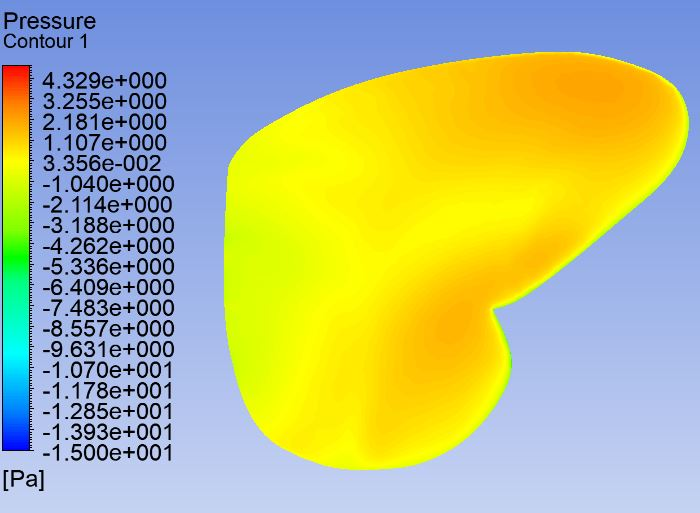 Pressure
Contour 1
4.329e+000
3.255e+000
2.181e+000
1.107e+000
3.356e-002
-1.040e+000
-2.114e+000
-3.188e+000
-4.262e+000
-5.336e+000
-6.409e+000
-7.483e+000
-8.557e+000
-9.631e+000
-1.070e+001
-1.178e+001
-1.285e+001
-1.393e+001
-1.500e+001
[Pa]